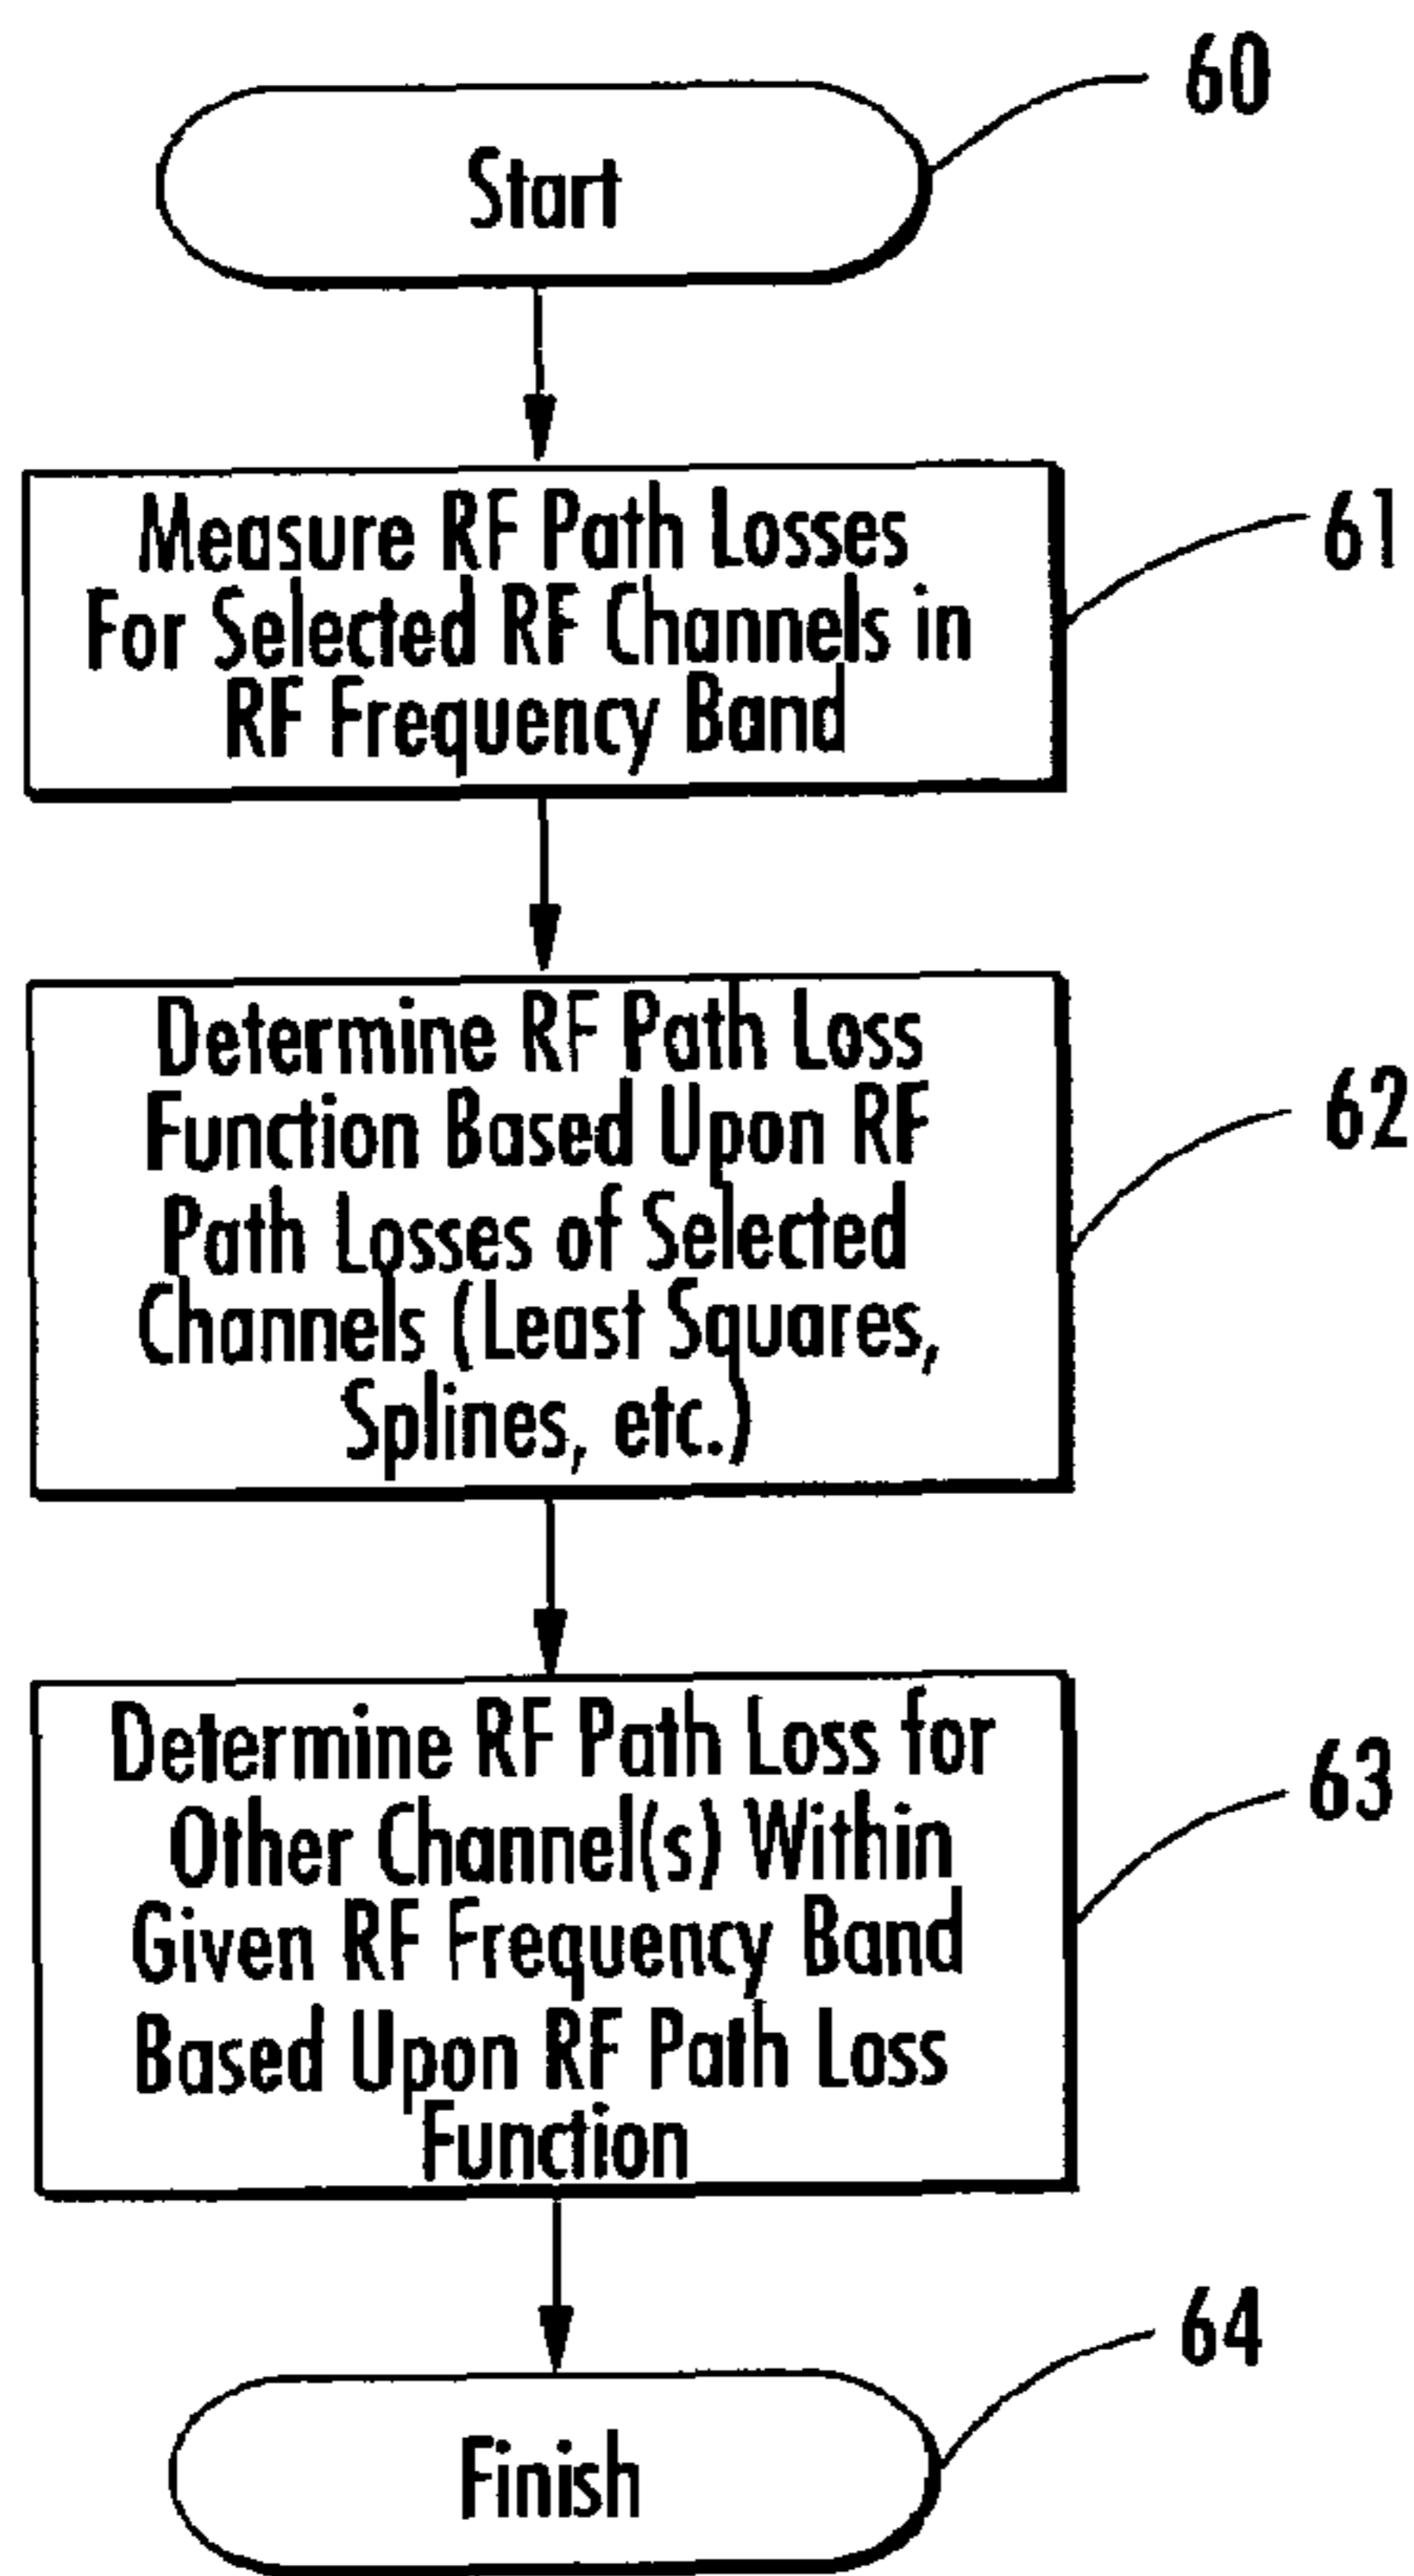 60
Start
Measure RF Path Losses
For Selected RF Channels in
RF Frequency Band
61
Determine RF Path Loss
Function Based Upon RF
Path Losses of Selected
Channels (Least Squares,
Splines, etc.)
62
Determine RF Path Loss for
Other Channel(s) Within
Given RF Frequency Band
Based Upon RF Path Loss
Function
63
64
Finish